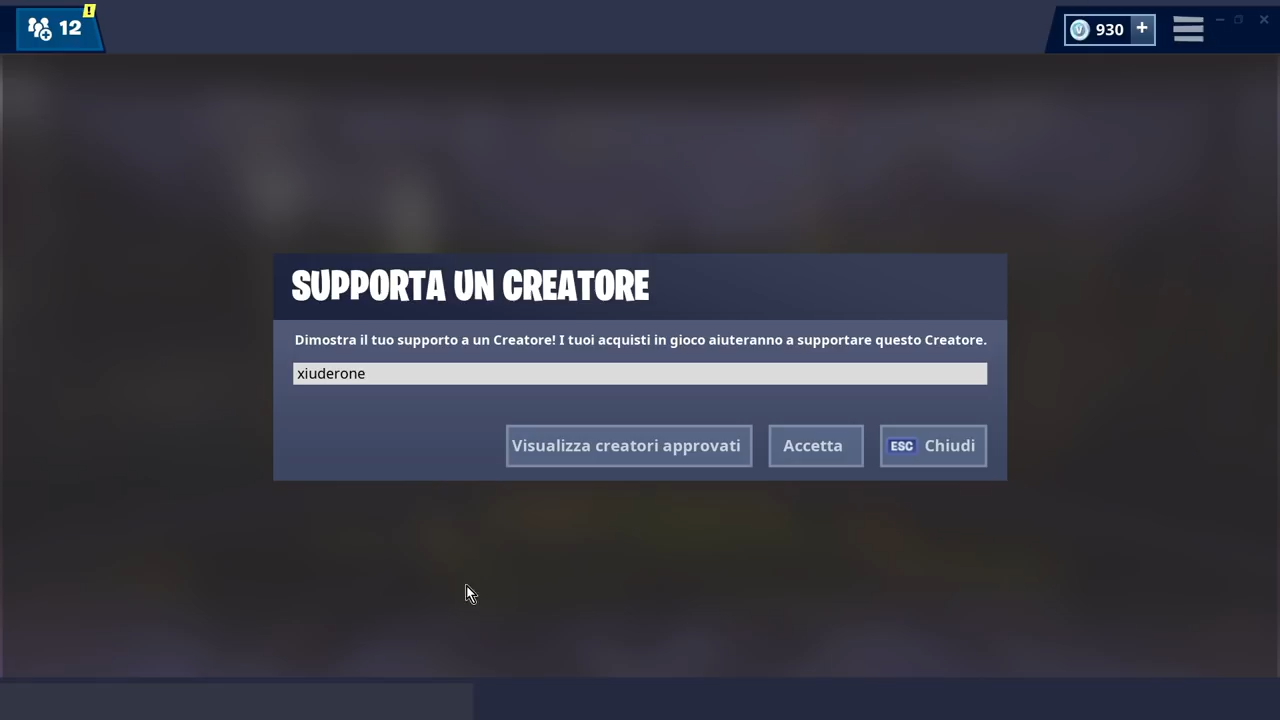 !
12
930 +
SUPPORTA UN CREATORE
Dimostra il tuo supporto a un Creatore! I tuoi acquisti in gioco aiuteranno a supportare questo Creatore.
xiuderone
Visualizza creatori approvati
Accetta
ESC Chiudi